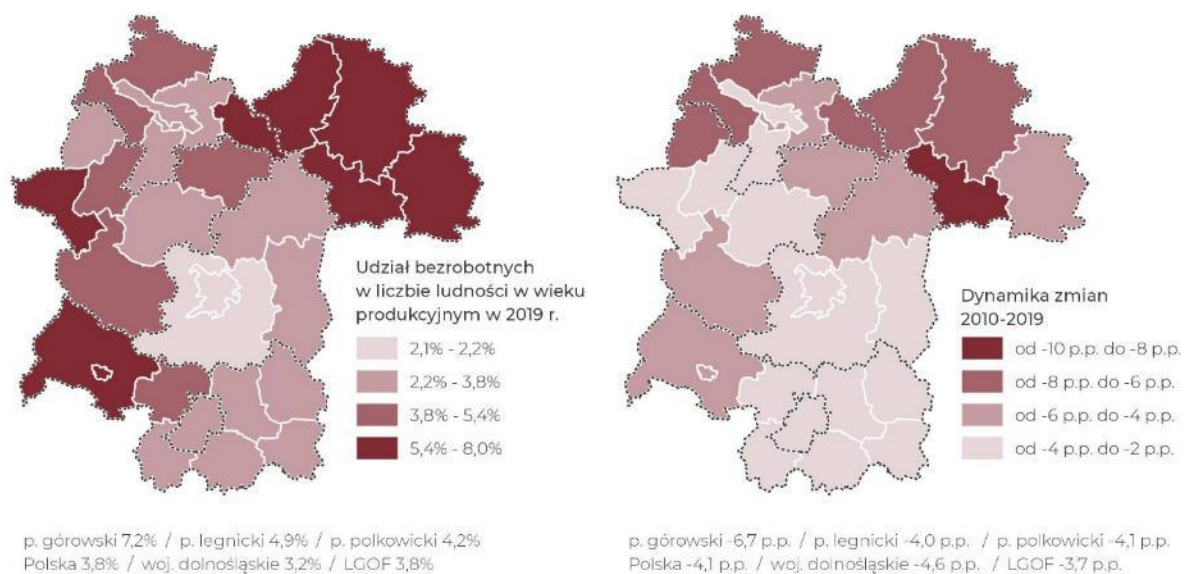 Udział bezrobotnych
w liczbie ludności w wieku
produkcyjnym w 2019 r.
2,1% - 2,2%
2,2% - 3,8%
3,8% - 5,4%
5,4% - 8,0%
Dynamika zmian
2010-2019
od -10 p.p. do -8 p.p.
od -8 p.p. do -6 p.p.
od -6 p.p. do -4 p.p.
od -4 p.p. do -2 p.p.
p. górowski 7,2% / p. legnicki 4,9% / p. polkowicki 4,2%
Polska 3,8% / woj. dolnośląskie 3,2% / LGOF 3,8%
p. górowski -6,7 p.p. / p. legnicki -4,0 p.p. / p. polkowicki -4,1 p.p.
Polska -4,1 p.p. / woj. dolnośląskie -4,6 p.p. / LGOF -3,7 p.p.